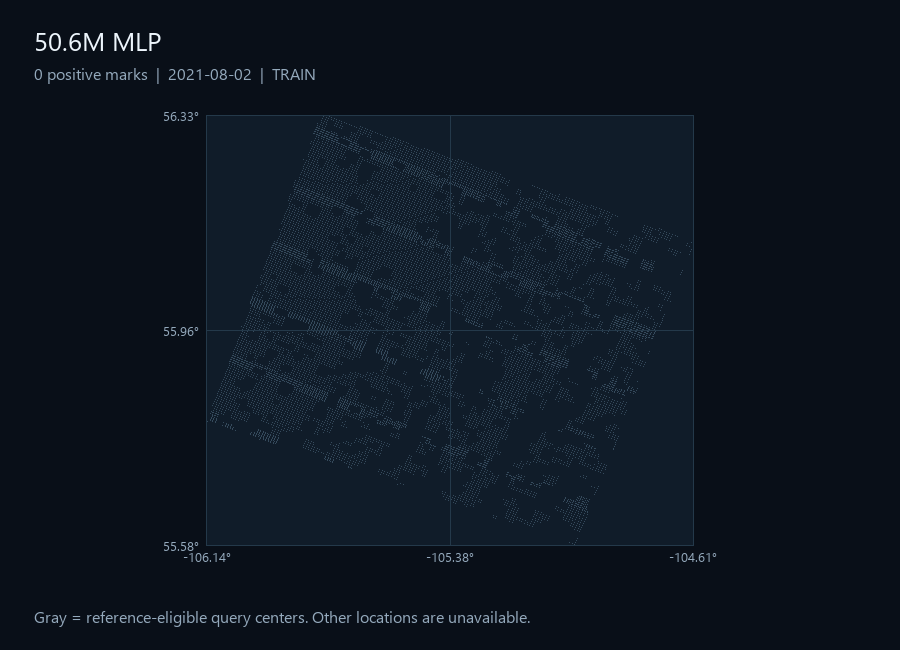 50.6M MLP
0 positive marks | 2021-08-02 | TRAIN
56.33°
55.96°
55.58°
-106.14°
-105.38°
-104.61°
Gray = reference-eligible query centers. Other locations are unavailable.